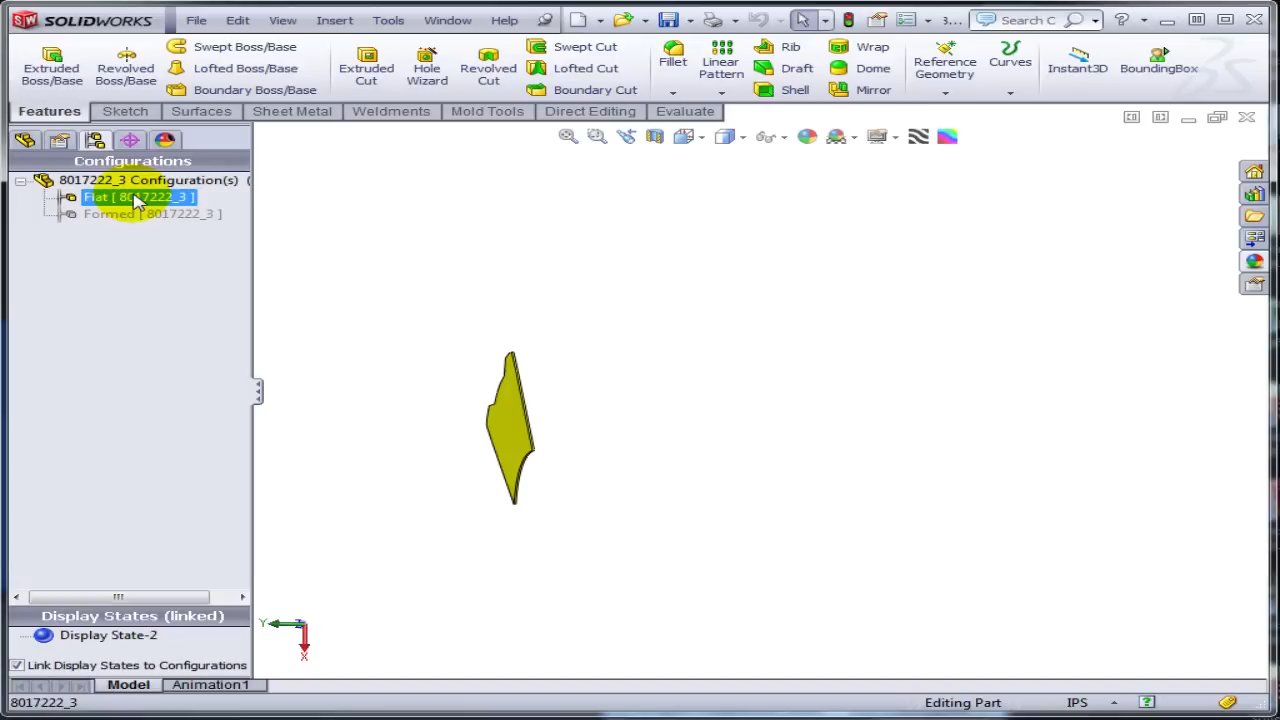 SW SOLIDWORKS File Edit View Insert Tools Window Help 3... Search C ?
Extruded Boss/Base
Revolved Boss/Base
Swept Boss/Base
Lofted Boss/Base
Boundary Boss/Base
Extruded Cut
Hole Wizard
Revolved Cut
Swept Cut
Lofted Cut
Boundary Cut
Fillet
Linear Pattern
Rib
Draft
Shell
Wrap
Dome
Mirror
Reference Geometry
Curves
Instant3D
BoundingBox
Features Sketch Surfaces Sheet Metal Weldments Mold Tools Direct Editing Evaluate
Configurations
8017222_3 Configuration(s) (
Flat [ 8017222_3 ]
Formed [ 8017222_3 ]
Y Z
X
Display States (linked)
Display State-2
Link Display States to Configurations
Model Animation1
8017222_3 Editing Part IPS ?